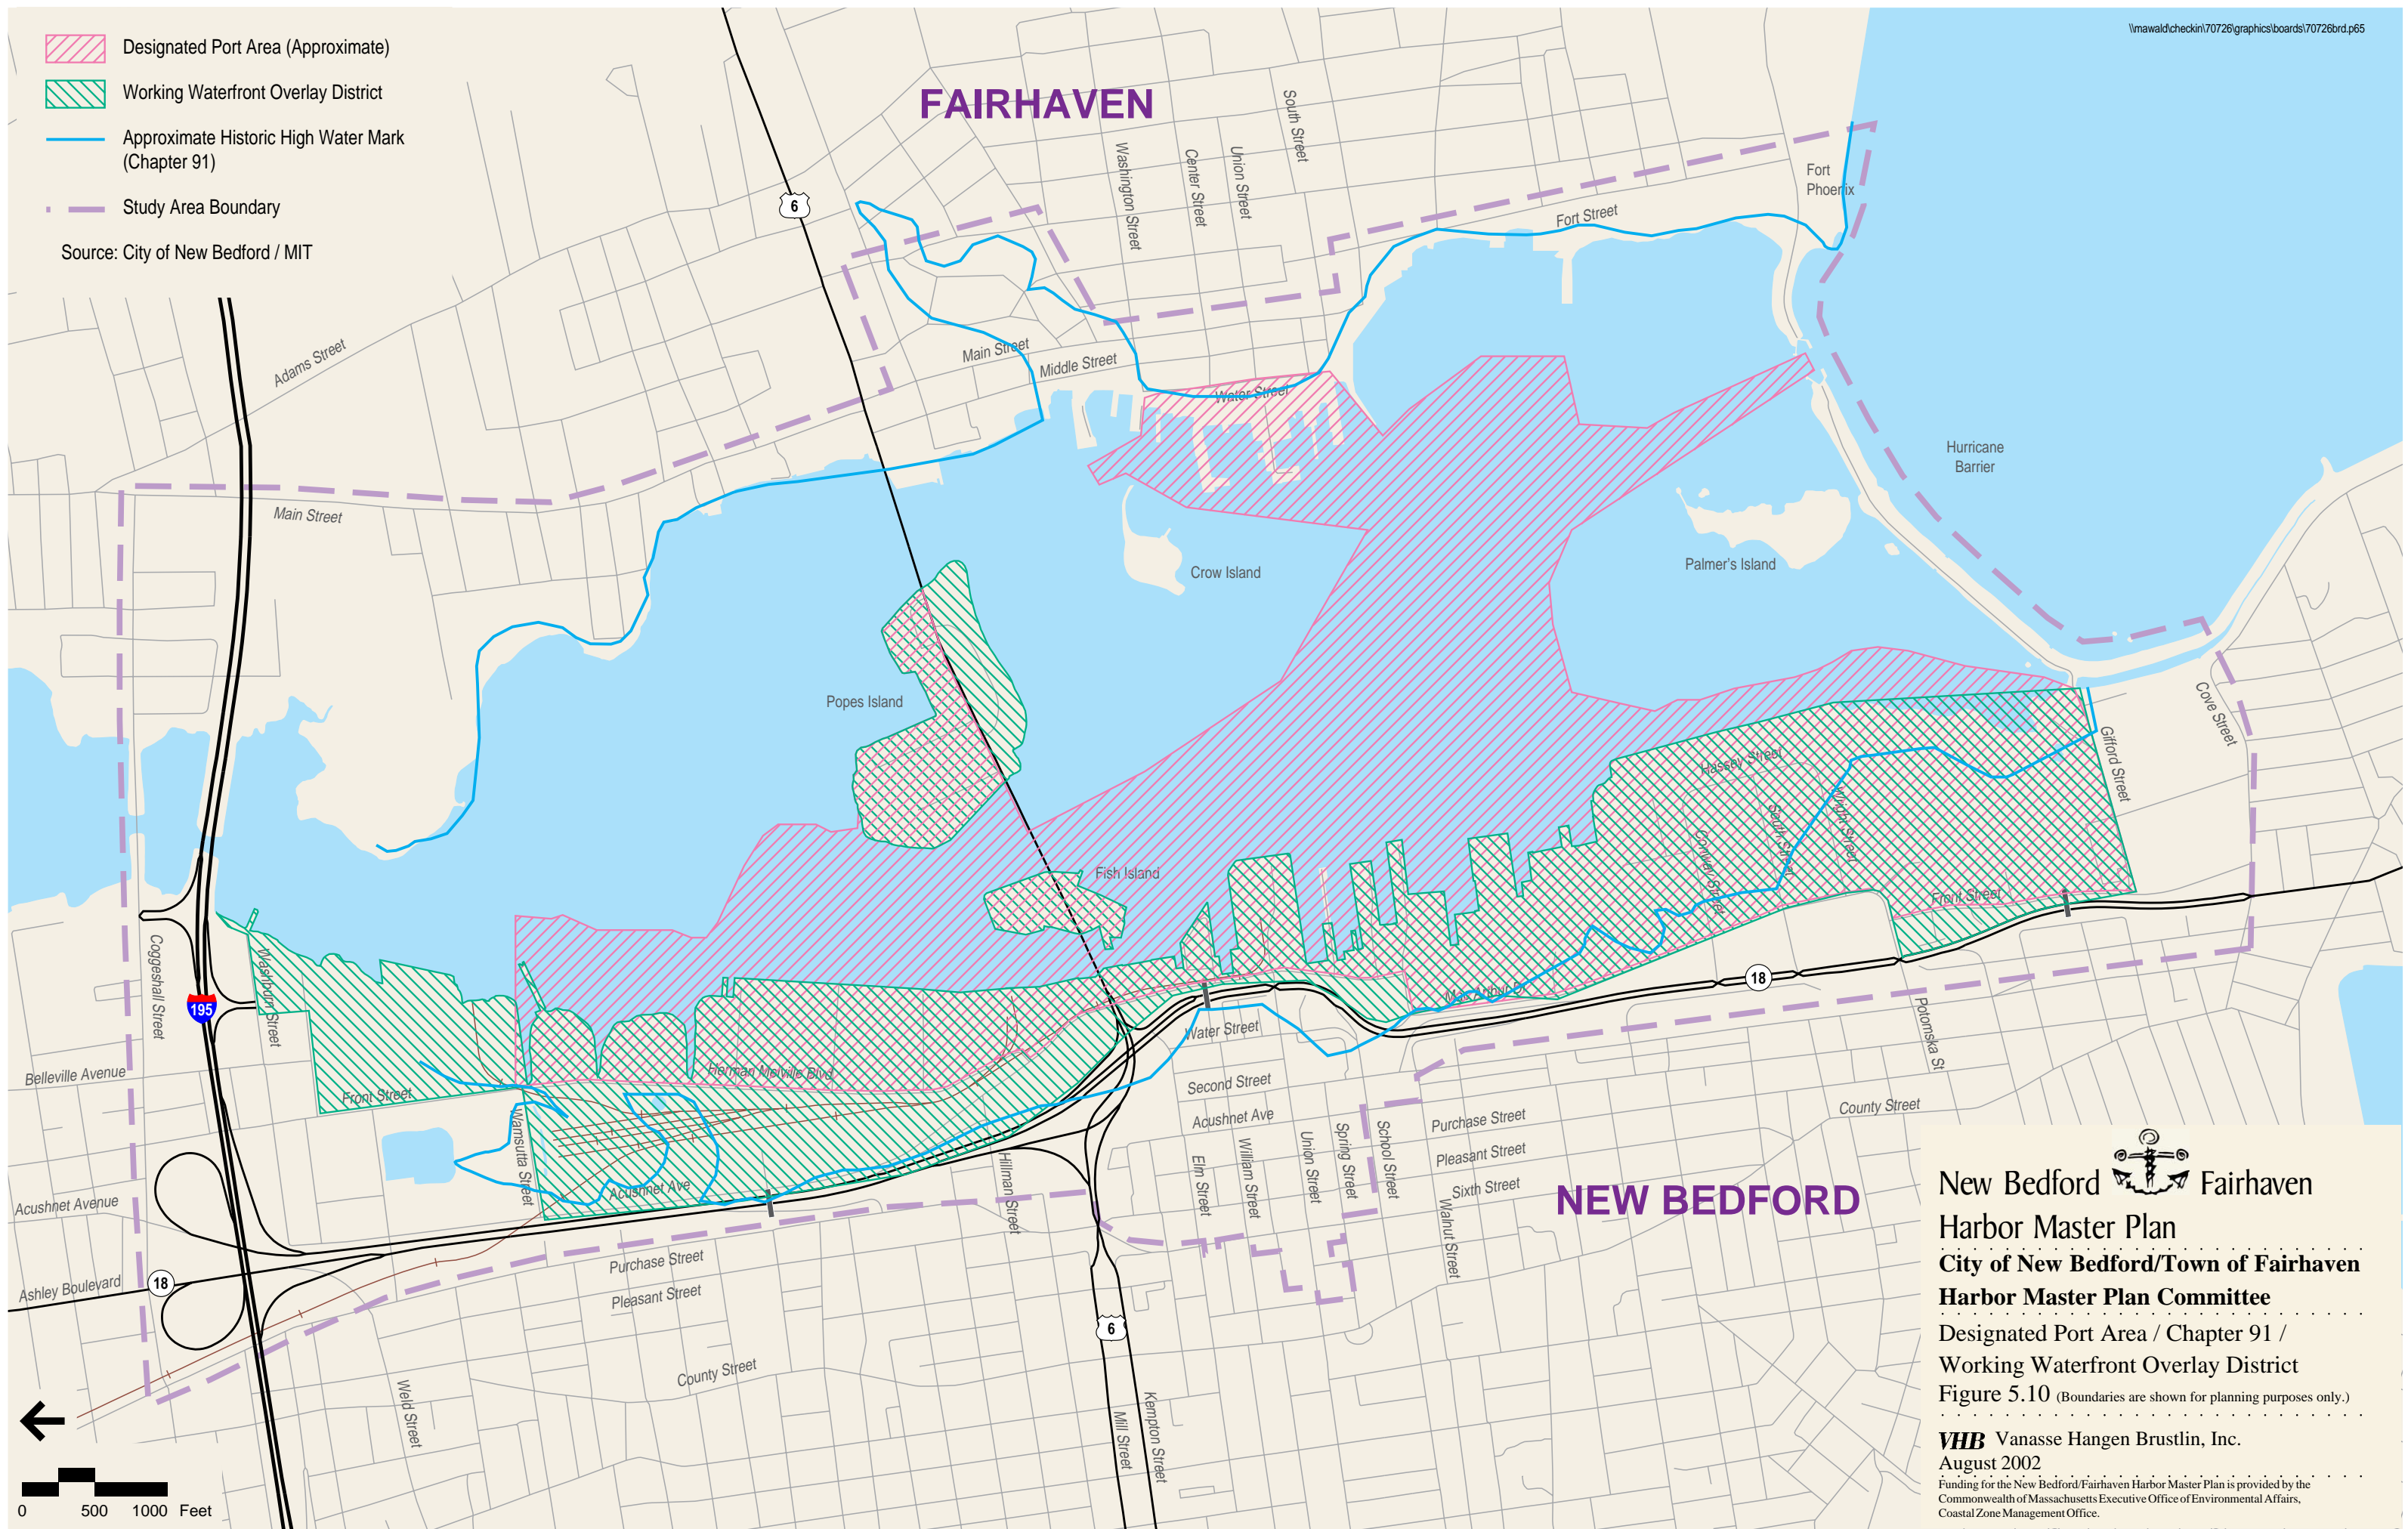 \\mawald\checkin\70726\graphics\boards\70726brd.p65
Designated Port Area (Approximate)
Working Waterfront Overlay District
Approximate Historic High Water Mark
(Chapter 91)
Study Area Boundary
Source: City of New Bedford / MIT
FAIRHAVEN
South Street
Washington Street
Center Street
Union Street
Fort
Phoenix
6
Fort Street
Adams Street
Main Street
Middle Street
Water Street
Hurricane
Barrier
Main Street
Crow Island
Palmer's Island
Popes Island
Cove Street
Gifford Street
Hassey Street
Wright Street
South Street
Conway Street
Fish Island
Front Street
Coggeshall Street
Washburn Street
195
18
Mac Arthur Dr
Water Street
Potomska St
Belleville Avenue
Front Street
Herman Melville Blvd
Second Street
Acushnet Ave
Purchase Street
County Street
Wamsutta Street
Hillman Street
Elm Street
William Street
Union Street
Spring Street
School Street
Pleasant Street
Sixth Street
Walnut Street
Acushnet Avenue
Acushnet Ave
NEW BEDFORD
Ashley Boulevard
18
Purchase Street
Pleasant Street
6
County Street
Weld Street
Mill Street
Kempton Street
0 500 1000 Feet
New Bedford Fairhaven
Harbor Master Plan
City of New Bedford/Town of Fairhaven
Harbor Master Plan Committee
Designated Port Area / Chapter 91 /
Working Waterfront Overlay District
Figure 5.10 (Boundaries are shown for planning purposes only.)
VHB Vanasse Hangen Brustlin, Inc.
August 2002
Funding for the New Bedford/Fairhaven Harbor Master Plan is provided by the
Commonwealth of Massachusetts Executive Office of Environmental Affairs,
Coastal Zone Management Office.